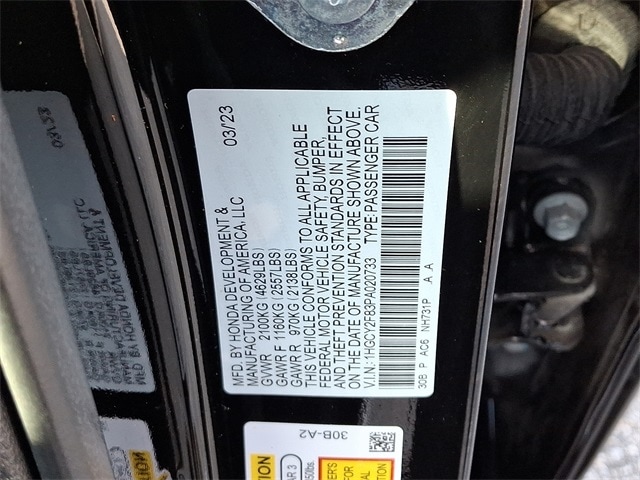 MFD. BY HONDA DEVELOPMENT &
MANUFACTURING OF AMERICA, LLC 03/23
GVWR 2100KG (4629LBS)
GAWR F 1160KG (2557LBS)
GAWR R 970KG (2138LBS)
THIS VEHICLE CONFORMS TO ALL APPLICABLE
FEDERAL MOTOR VEHICLE SAFETY, BUMPER,
AND THEFT PREVENTION STANDARDS IN EFFECT
ON THE DATE OF MANUFACTURE SHOWN ABOVE.
V.I.N.: 1HGCY2F83PA020733 TYPE: PASSENGER CAR
30B P AC6 NH731P A A
30B-A2